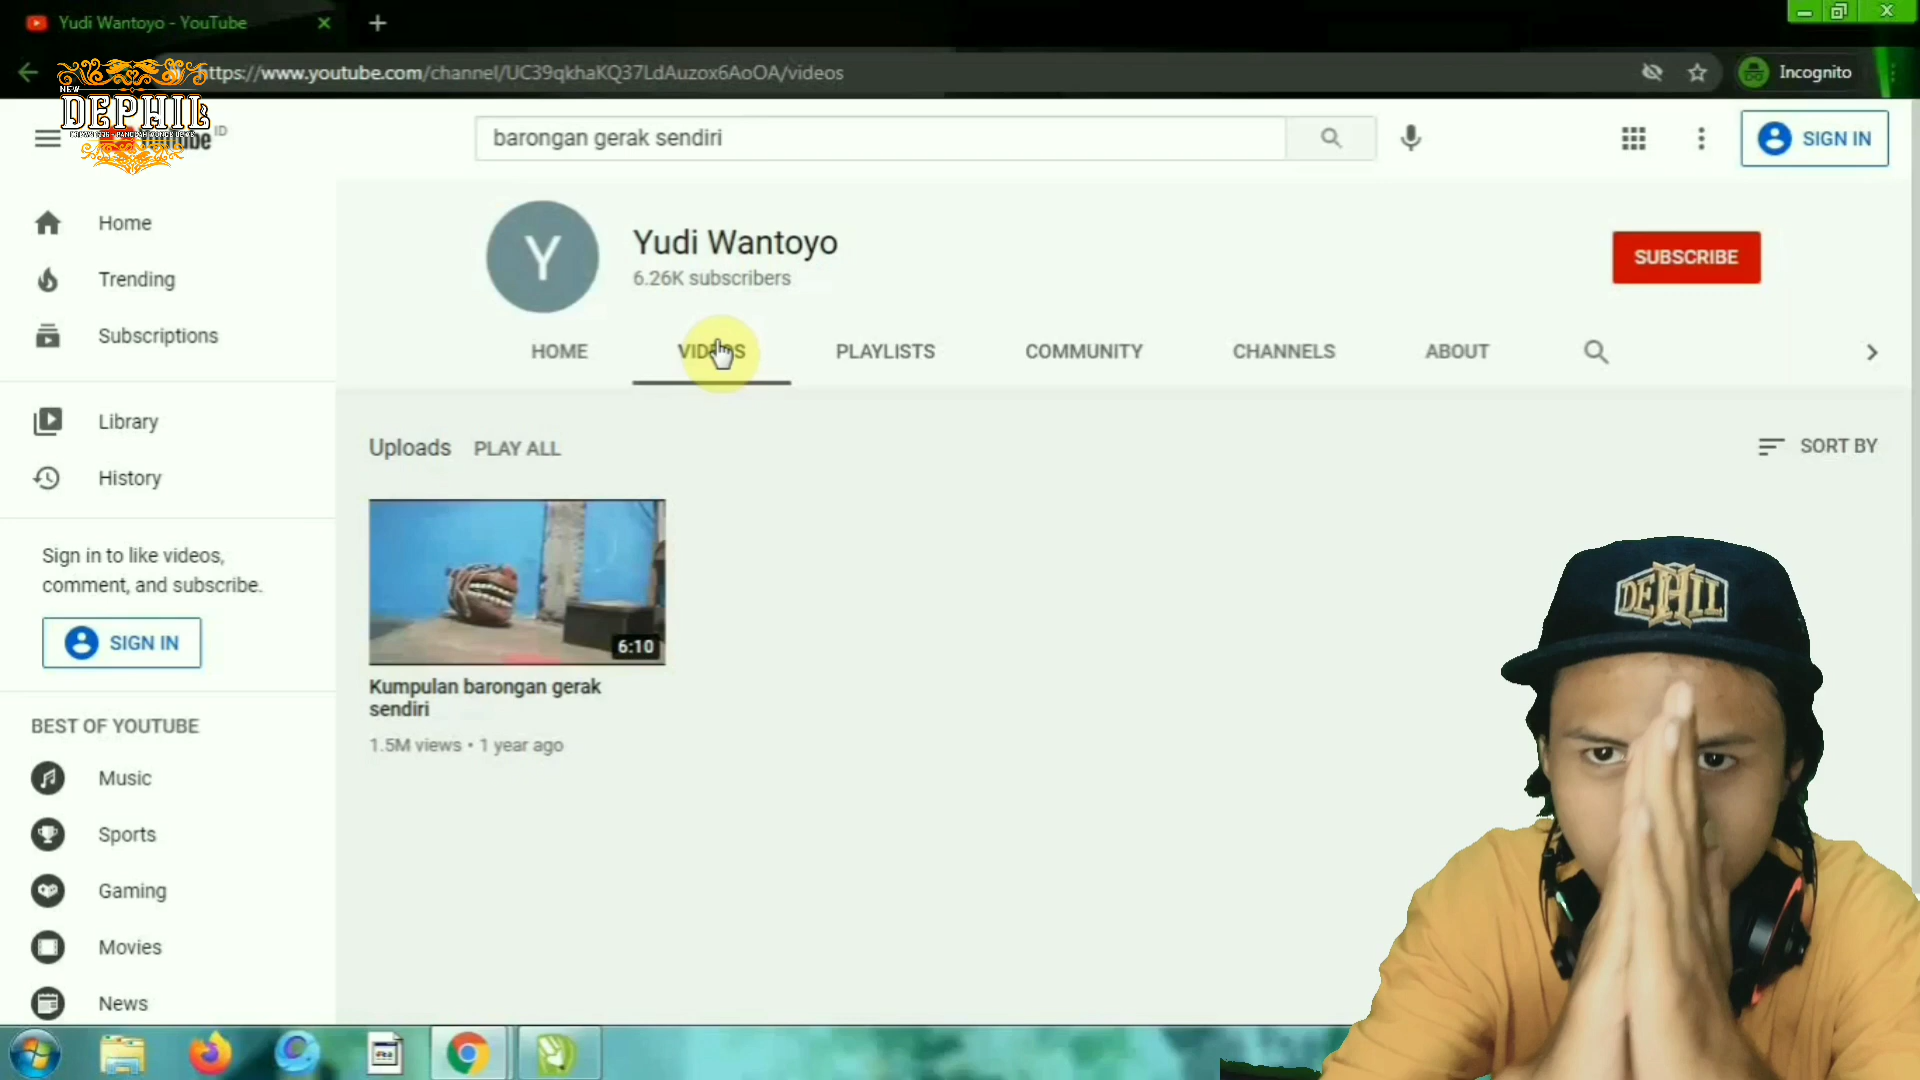 Yudi Wantoyo - YouTube
https://www.youtube.com/channel/UC39qkhaKQ37LdAuzox6AoOA/videos
Incognito
NEW
DEPHIL
ID
barongan gerak sendiri
SIGN IN
Home
Trending
Subscriptions
Library
History
Sign in to like videos,
comment, and subscribe.
SIGN IN
BEST OF YOUTUBE
Music
Sports
Gaming
Movies
News
Yudi Wantoyo
6.26K subscribers
SUBSCRIBE
HOME
VIDEOS
PLAYLISTS
COMMUNITY
CHANNELS
ABOUT
Uploads
PLAY ALL
SORT BY
6:10
Kumpulan barongan gerak
sendiri
1.5M views • 1 year ago
DEHIL